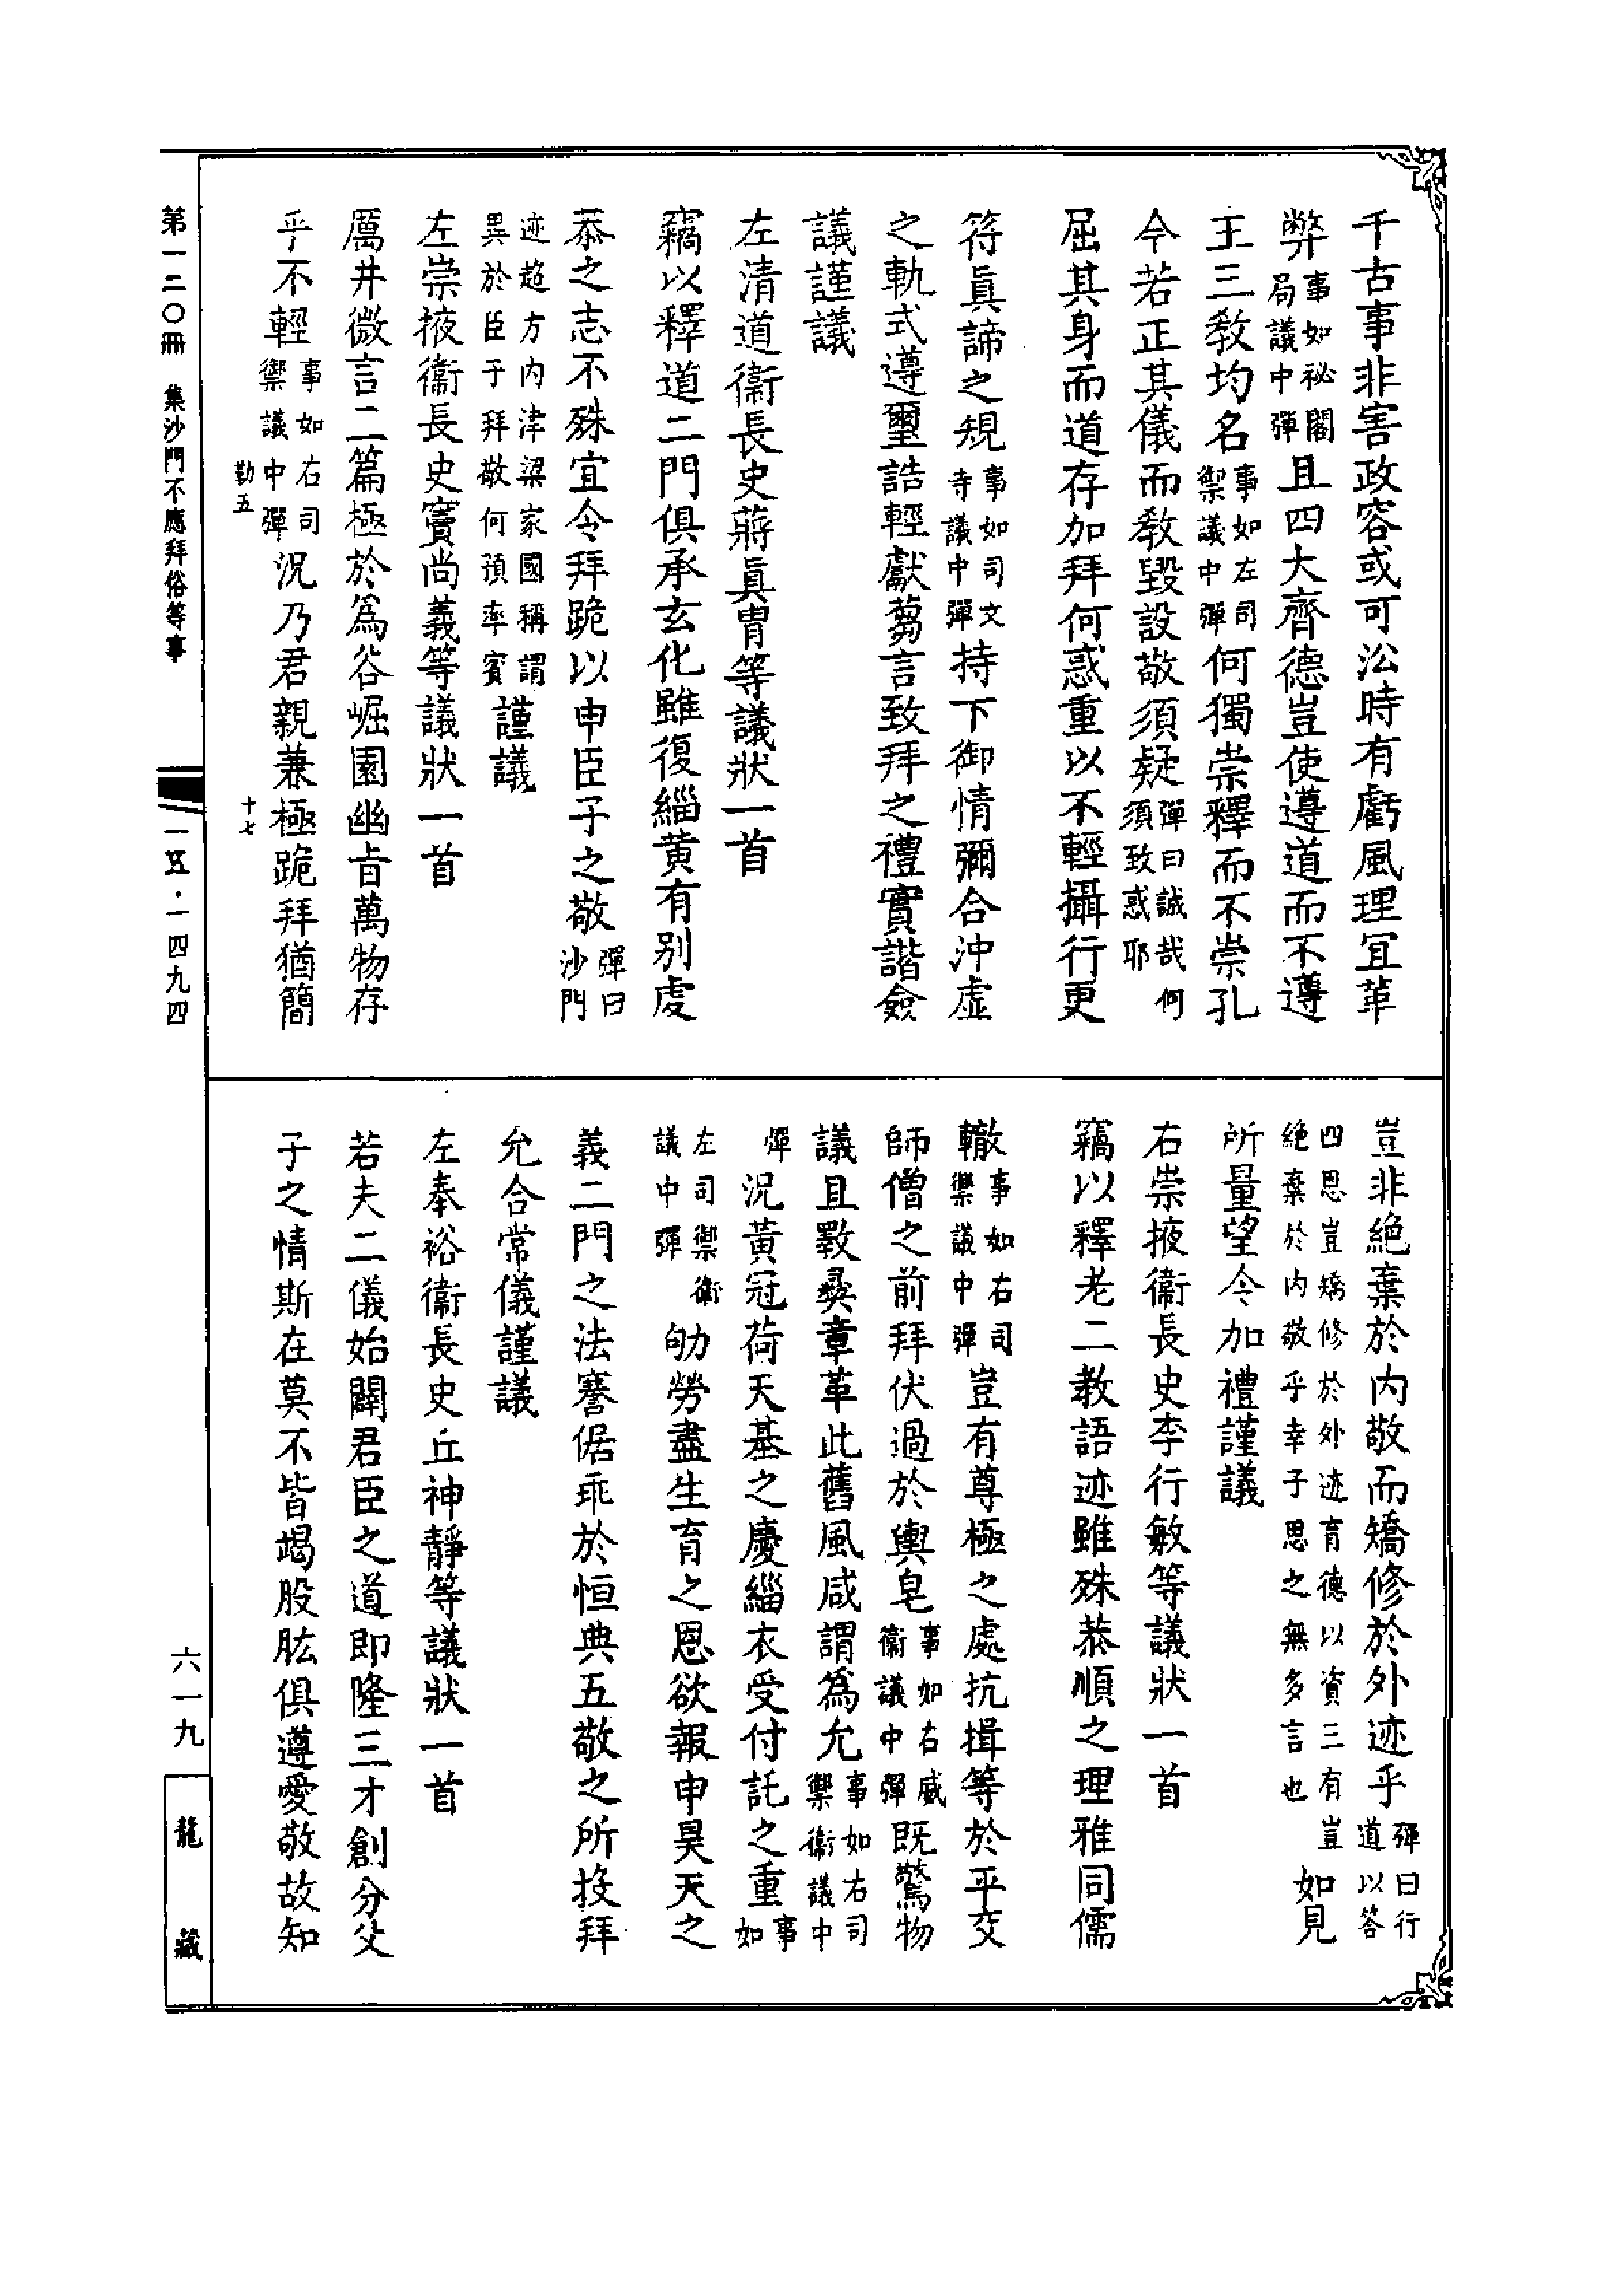 千古事非害政容或可㳂時有虧風理宜革
弊事如秘閣局議中彈且四大齊德豈使遵道而不遵
王三教均名事如左司禦議中彈何獨崇釋而不崇孔
今若正其儀而教毀設敬須疑彈曰誠哉何須致惑耶
屈其身而道存加拜何惑重以不輕攝行更
符眞諦之規事如司文寺議中彈持下御情彌合沖虛
之軌式遵璽誥輕獻蒭言致拜之禮實諧僉
議謹議
左清道衞長史蔣眞胄等議狀一首
竊以釋道二門俱承玄化雖復緇黃有別虔
恭之志不殊宜令拜跪以申臣子之敬彈曰沙門
迹超方內津梁家國稱謂異於臣子拜敬何預率賓謹議
左崇掖衞長史竇尚義等議狀一首
厲井微言二篇極於爲谷崛園幽旨萬物存
乎不輕事如右司禦議中彈況乃君親兼極跪拜猶簡
豈非絕棄於內敬而矯修於外迹乎彈曰行道以答
四恩豈矯修於外迹育德以資三有豈絕棄於內敬乎幸子思之無多言也如見
所量望令加禮謹議
右崇掖衞長史李行敏等議狀一首
竊以釋老二教語迹雖殊恭順之理雅同儒
轍事如右司禦議中彈豈有尊極之處抗揖等於平交
師僧之前拜伏過於輿皂事如右威衞議中彈既驚物
議且斁彜章革此舊風咸謂爲允事如右司禦衞議中
彈況黃冠荷天基之慶緇衣受付託之重事如
左司禦衞議中彈劬勞盡生育之恩欲報申昊天之
義二門之法謇倨乖於恒典五敬之所投拜
允合常儀謹議
左奉裕衞長史丘神靜等議狀一首
若夫二儀始闢君臣之道即隆三才創分父
子之情斯在莫不皆竭股肱俱遵愛敬故知
勤五
十七
第一二〇冊 集沙門不應拜俗等事
一五·一四九四
六一九
龍藏